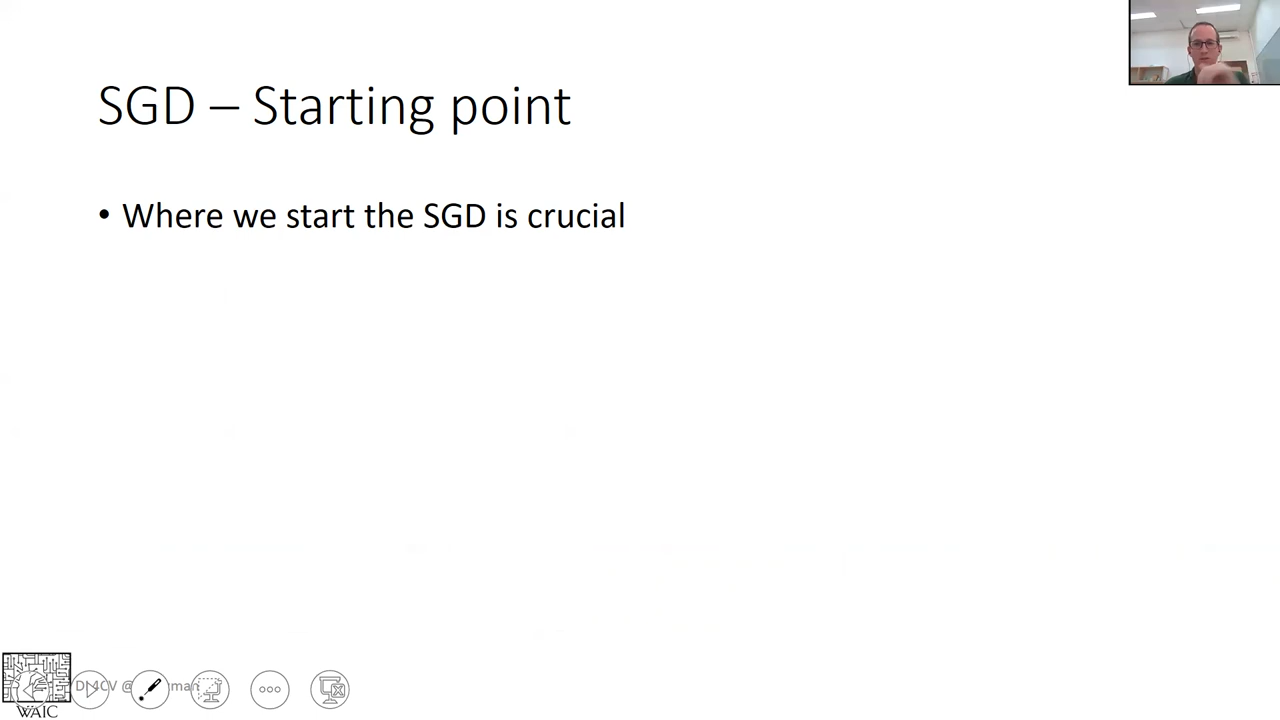 SGD – Starting point
• Where we start the SGD is crucial
WAIC